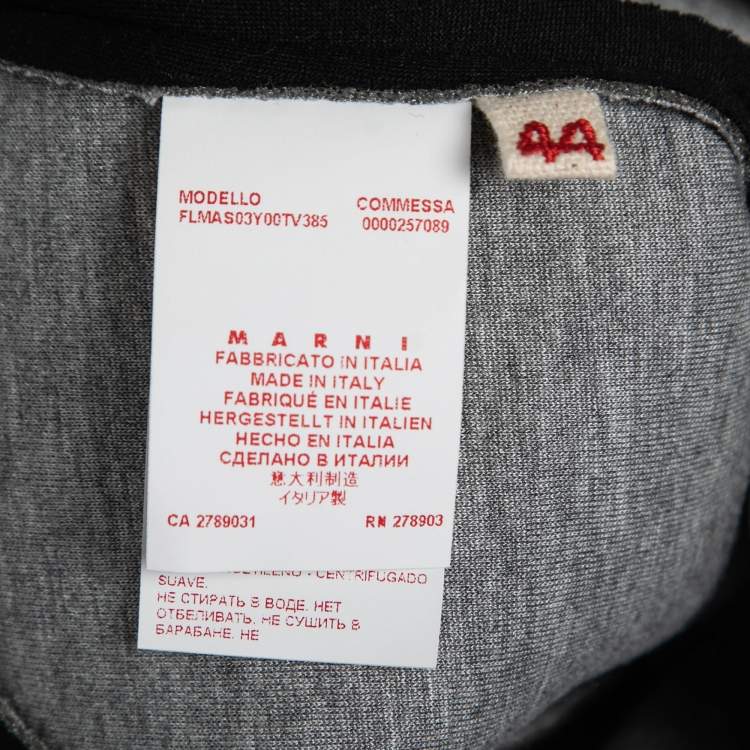 44
MODELLO COMMESSA
FLMAS03Y00TV385 0000257089
MARNI
FABBRICATO IN ITALIA
MADE IN ITALY
FABRIQUÉ EN ITALIE
HERGESTELLT IN ITALIEN
HECHO EN ITALIA
СДЕЛАНО В ИТАЛИИ
意大利制造
イタリア製
CA 2789031 RN 278903
- CENTRIFUGADO
SUAVE.
НЕ СТИРАТЬ В ВОДЕ. НЕТ
ОТБЕЛИВАТЬ. НЕ СУШИТЬ В
БАРАБАНЕ. НЕ